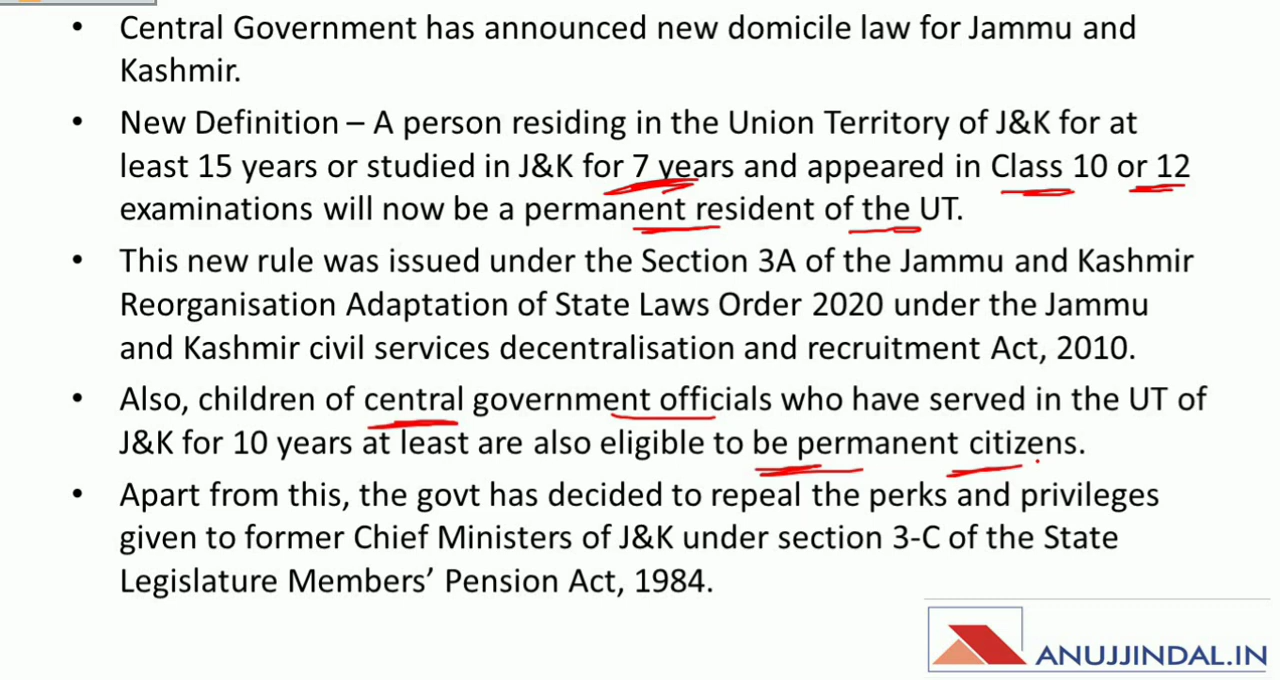 • Central Government has announced new domicile law for Jammu and
Kashmir.
• New Definition – A person residing in the Union Territory of J&K for at
least 15 years or studied in J&K for 7 years and appeared in Class 10 or 12
examinations will now be a permanent resident of the UT.
• This new rule was issued under the Section 3A of the Jammu and Kashmir
Reorganisation Adaptation of State Laws Order 2020 under the Jammu
and Kashmir civil services decentralisation and recruitment Act, 2010.
• Also, children of central government officials who have served in the UT of
J&K for 10 years at least are also eligible to be permanent citizens.
• Apart from this, the govt has decided to repeal the perks and privileges
given to former Chief Ministers of J&K under section 3-C of the State
Legislature Members’ Pension Act, 1984.
ANUJJINDAL.IN